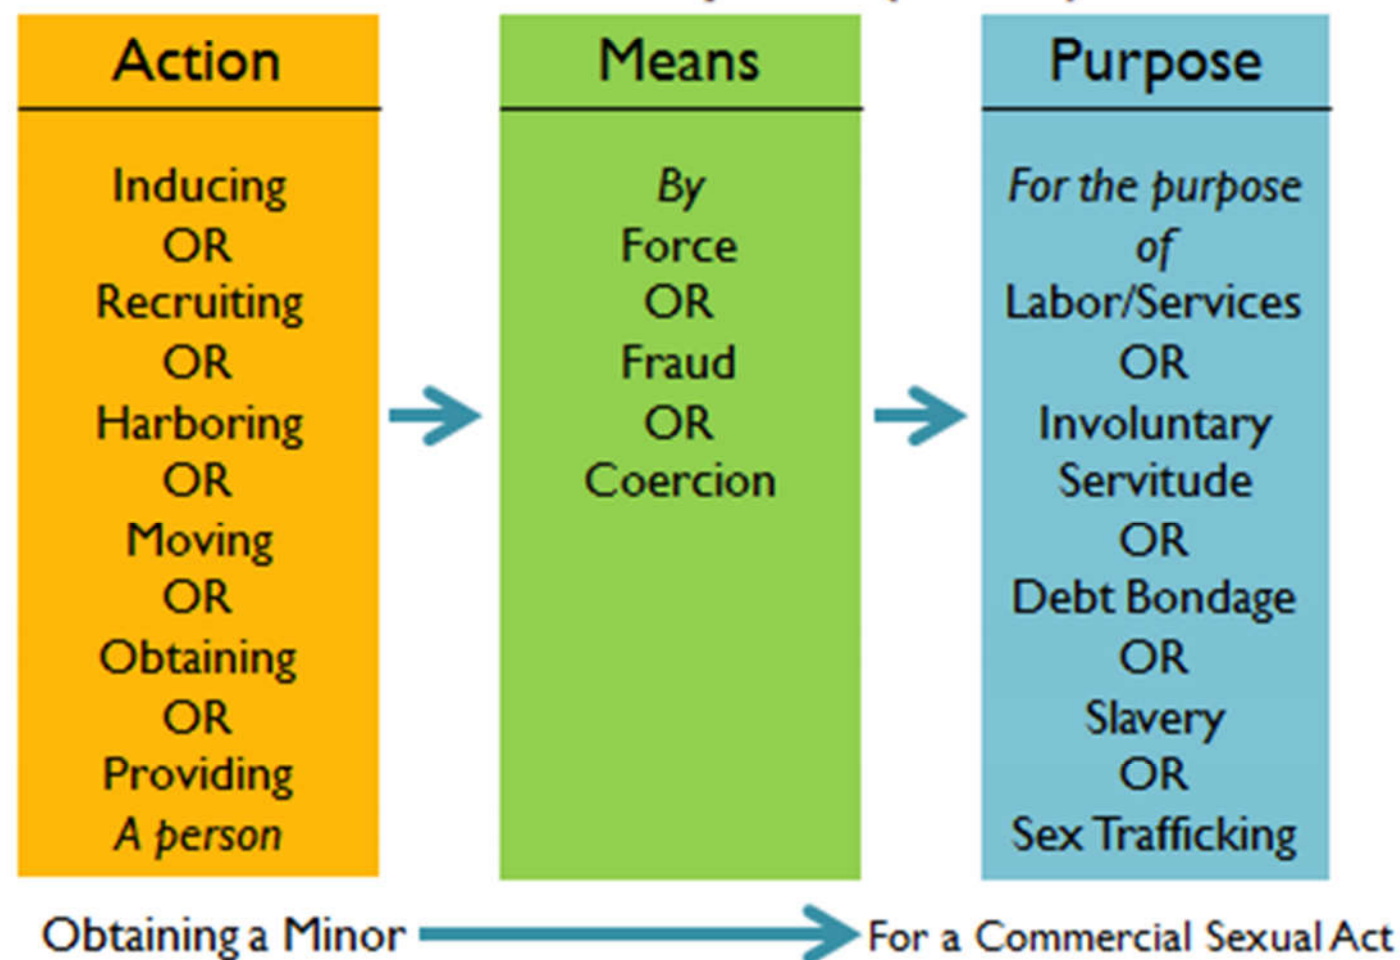 Action
Inducing
OR
Recruiting
OR
Harboring
OR
Moving
OR
Obtaining
OR
Providing
A person
Means
By
Force
OR
Fraud
OR
Coercion
Purpose
For the purpose
of
Labor/Services
OR
Involuntary
Servitude
OR
Debt Bondage
OR
Slavery
OR
Sex Trafficking
Obtaining a Minor
For a Commercial Sexual Act